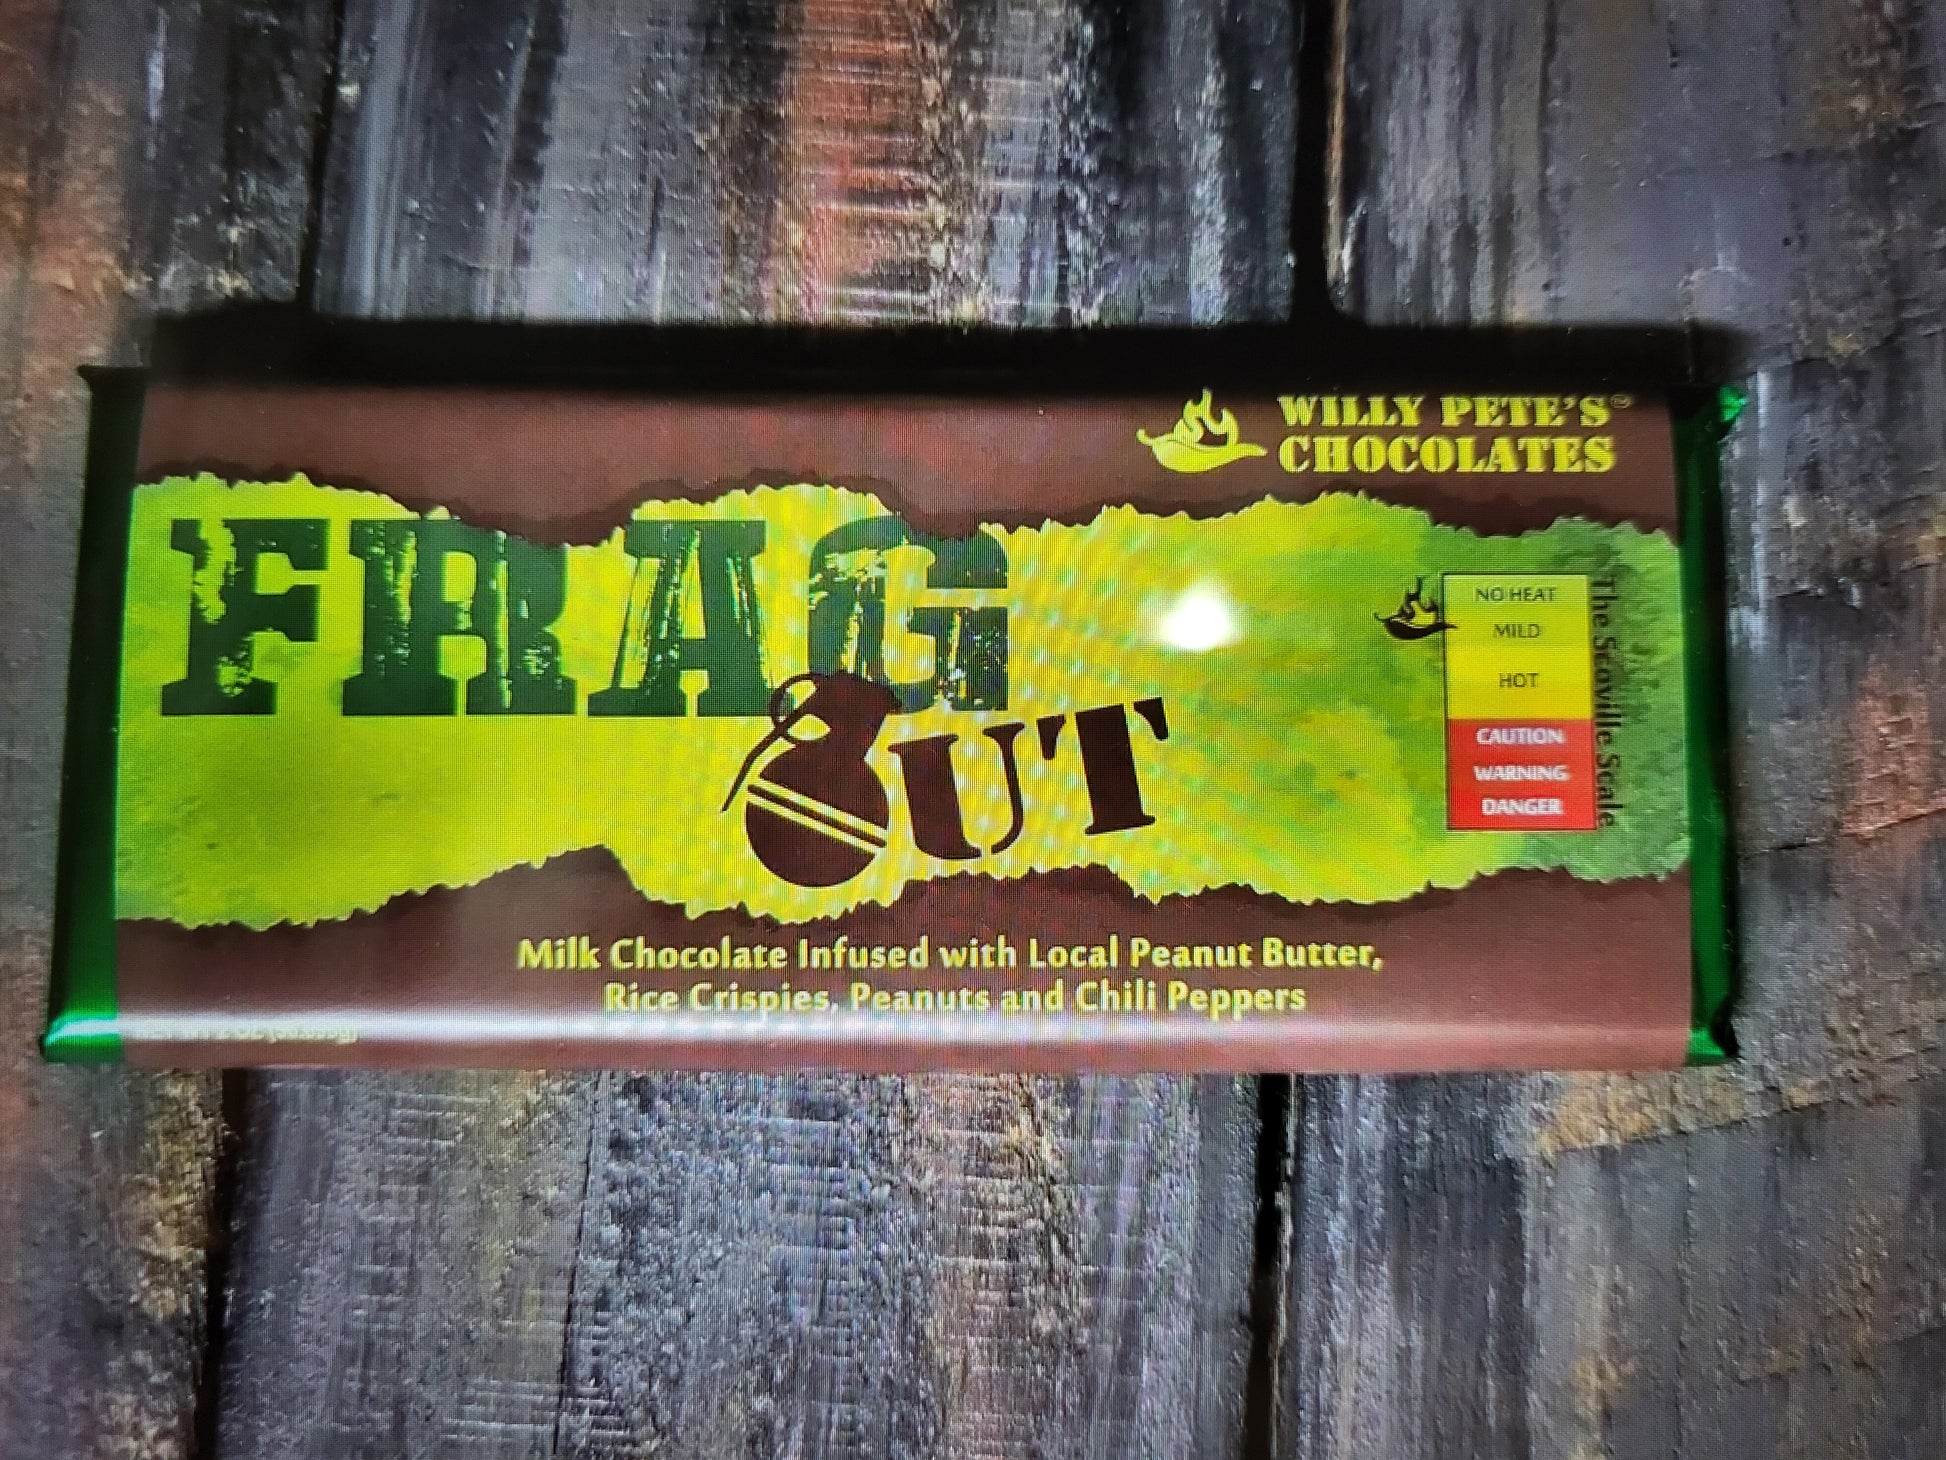 WILLY PETE'S™
CHOCOLATES
FRAG
OUT
NO HEAT
MILD
HOT
CAUTION
WARNING
DANGER
The Scoville Scale
Milk Chocolate Infused with Local Peanut Butter,
Rice Crispies, Peanuts and Chili Peppers